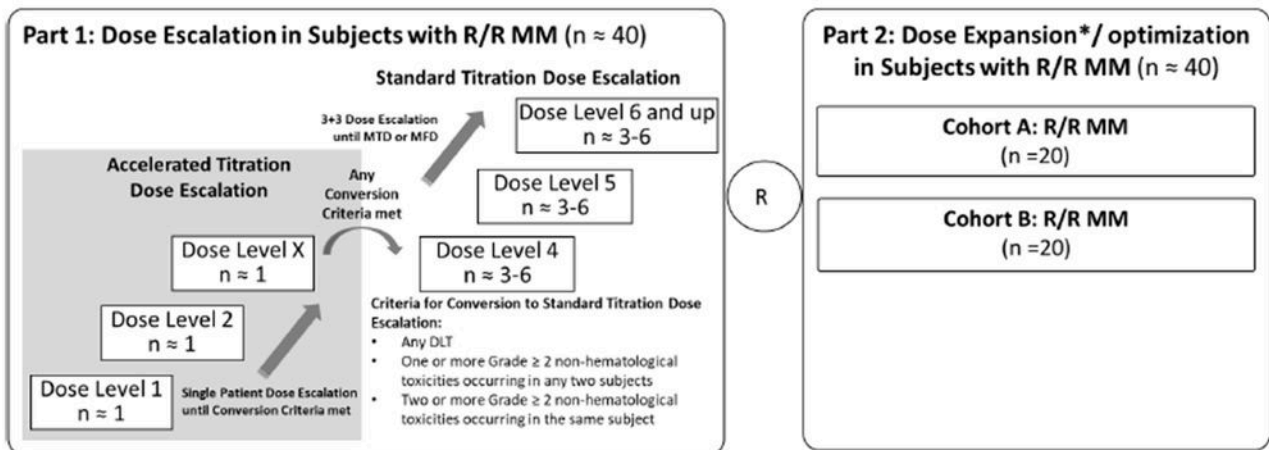 Part 1: Dose Escalation in Subjects with R/R MM (n ≈ 40)
Standard Titration Dose Escalation
3+3 Dose Escalation
until MTD or MFD
Dose Level 6 and up
n ≈ 3-6
Accelerated Titration
Dose Escalation
Any
Conversion
Criteria met
Dose Level 5
n ≈ 3-6
Dose Level X
n ≈ 1
Dose Level 4
n ≈ 3-6
Dose Level 2
n ≈ 1
Dose Level 1
n ≈ 1
Single Patient Dose Escalation
until Conversion Criteria met
Criteria for Conversion to Standard Titration Dose
Escalation:
• Any DLT
• One or more Grade ≥ 2 non-hematological
toxicities occurring in any two subjects
• Two or more Grade ≥ 2 non-hematological
toxicities occurring in the same subject
R
Part 2: Dose Expansion*/ optimization
in Subjects with R/R MM (n ≈ 40)
Cohort A: R/R MM
(n =20)
Cohort B: R/R MM
(n =20)